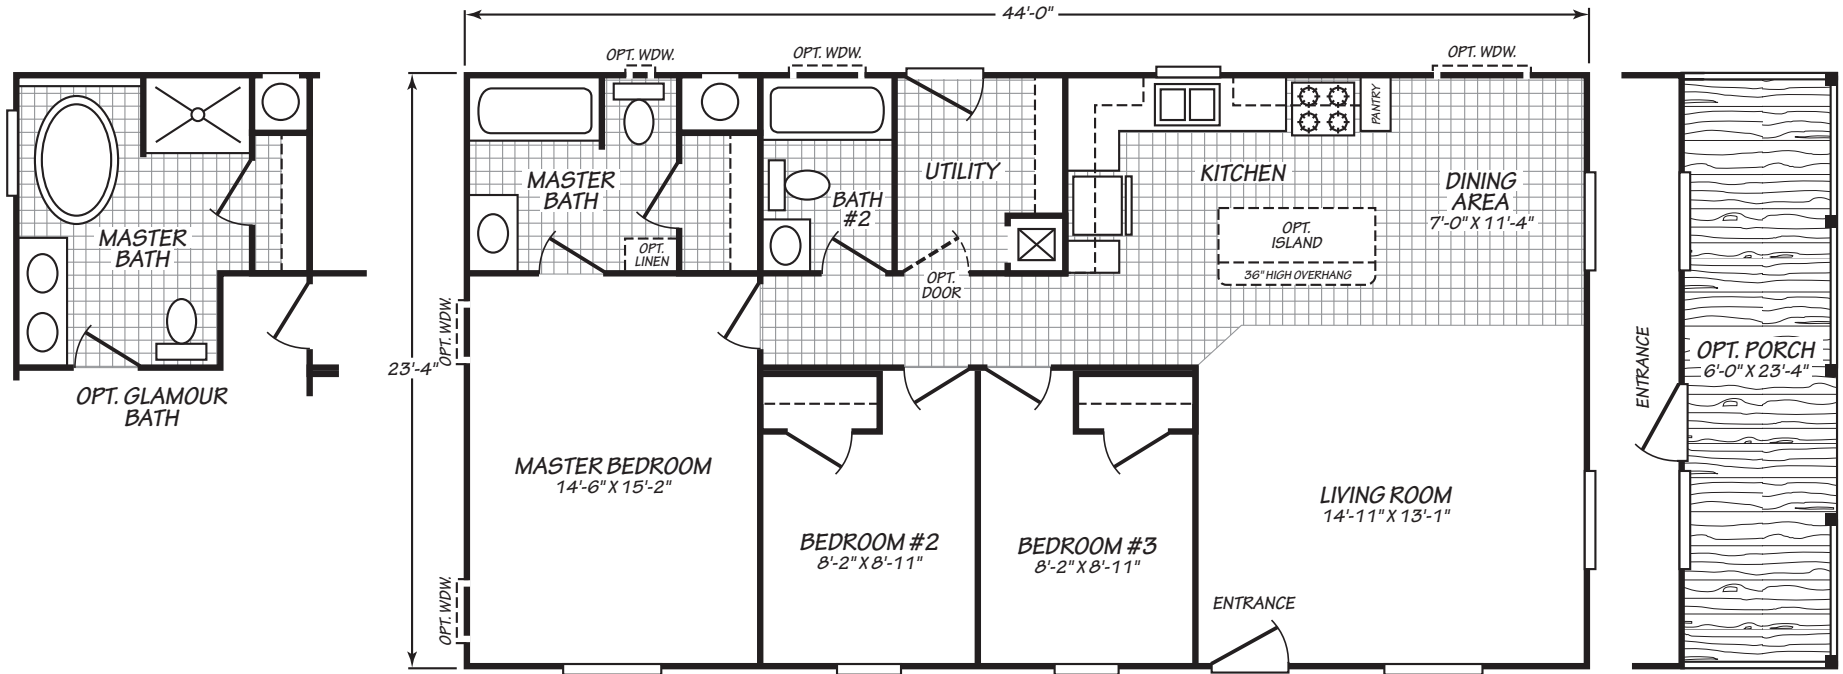 44'-0"
OPT. WDW.
OPT. WDW.
OPT. WDW.
PANTRY
MASTER
BATH
UTILITY
KITCHEN
DINING
AREA
7'-0" X 11'-4"
BATH
#2
MASTER
BATH
OPT.
LINEN
OPT.
ISLAND
36" HIGH OVERHANG
OPT.
DOOR
OPT. WDW.
23'-4"
OPT. GLAMOUR
BATH
ENTRANCE
OPT. PORCH
6'-0" X 23'-4"
MASTER BEDROOM
14'-6" X 15'-2"
LIVING ROOM
14'-11" X 13'-1"
BEDROOM #2
8'-2" X 8'-11"
BEDROOM #3
8'-2" X 8'-11"
OPT. WDW.
ENTRANCE